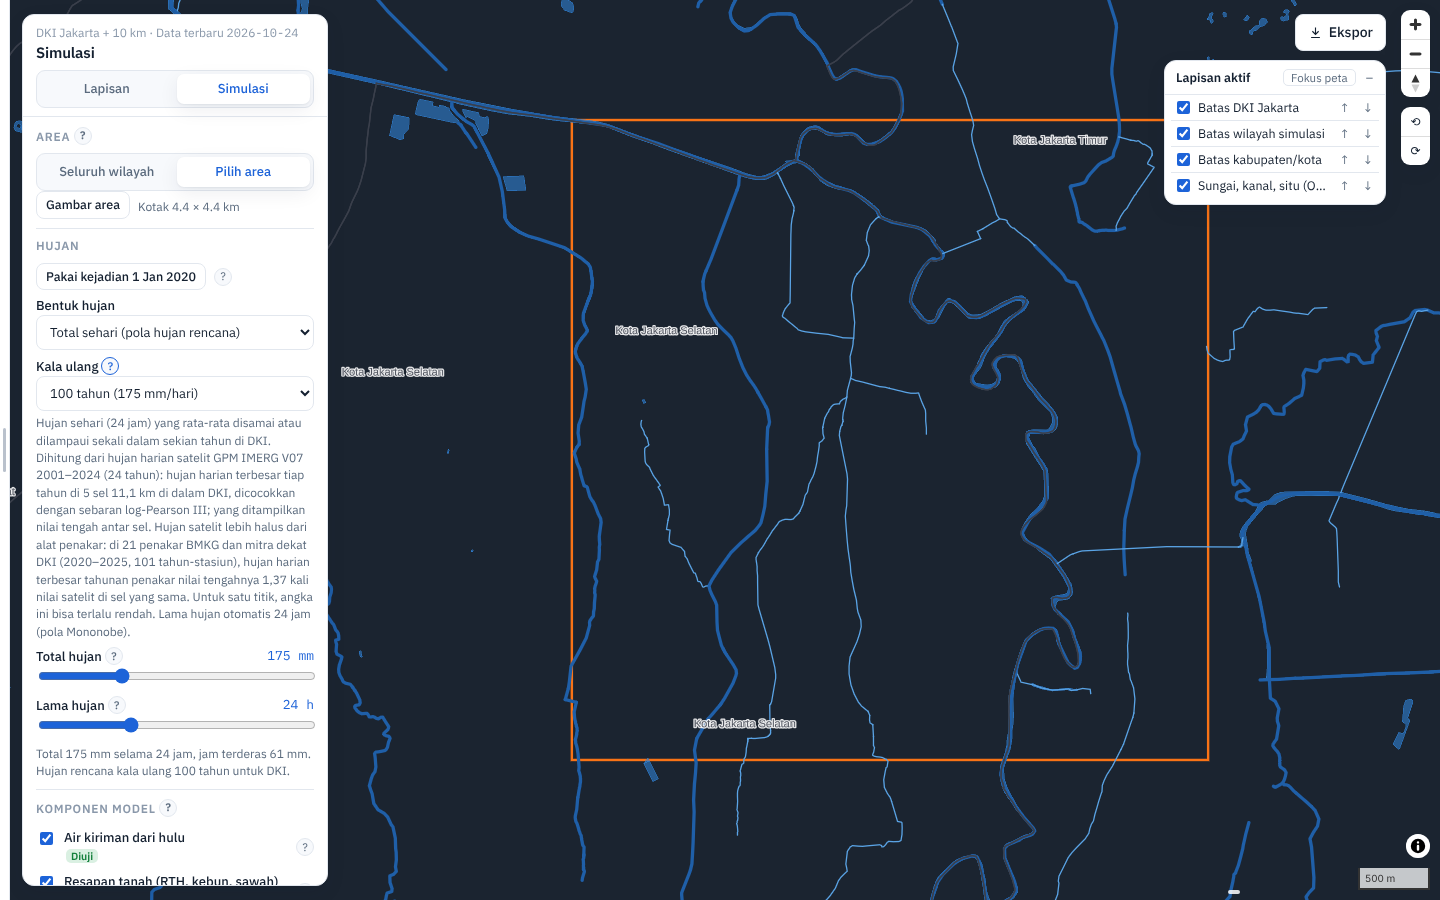 DKI Jakarta + 10 km · Data terbaru 2026-10-24
Simulasi
Lapisan
Simulasi
AREA ?
Seluruh wilayah
Pilih area
Gambar area
Kotak 4.4 × 4.4 km
HUJAN
Pakai kejadian 1 Jan 2020 ?
Bentuk hujan
Total sehari (pola hujan rencana)
Kala ulang ?
100 tahun (175 mm/hari)
Hujan sehari (24 jam) yang rata-rata disamai atau
dilampaui sekali dalam sekian tahun di DKI.
Dihitung dari hujan harian satelit GPM IMERG V07
2001–2024 (24 tahun): hujan harian terbesar tiap
tahun di 5 sel 11,1 km di dalam DKI, dicocokkan
dengan sebaran log-Pearson III; yang ditampilkan
nilai tengah antar sel. Hujan satelit lebih halus dari
alat penakar: di 21 penakar BMKG dan mitra dekat
DKI (2020–2025, 101 tahun-stasiun), hujan harian
terbesar tahunan penakar nilai tengahnya 1,37 kali
nilai satelit di sel yang sama. Untuk satu titik, angka
ini bisa terlalu rendah. Lama hujan otomatis 24 jam
(pola Mononobe).
Total hujan ? 175 mm
Lama hujan ? 24 h
Total 175 mm selama 24 jam, jam terderas 61 mm.
Hujan rencana kala ulang 100 tahun untuk DKI.
KOMPONEN MODEL ?
Air kiriman dari hulu ?
Diuji
Resapan tanah (RTH, kebun, sawah)
Kota Jakarta Timur
Kota Jakarta Selatan
Kota Jakarta Selatan
Kota Jakarta Selatan
Ekspor
Lapisan aktif
Fokus peta
Batas DKI Jakarta
Batas wilayah simulasi
Batas kabupaten/kota
Sungai, kanal, situ (O...
500 m